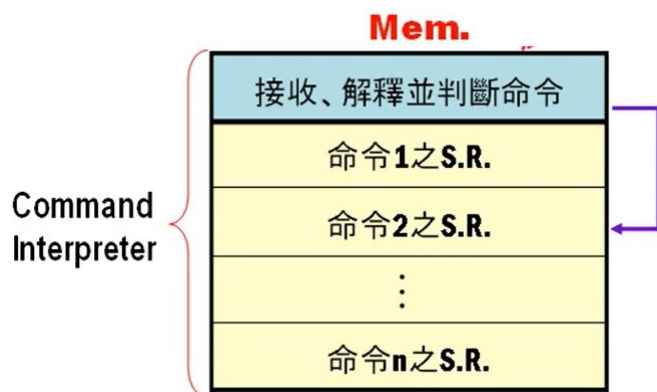 Mem.
接收、解釋並判斷命令
命令1之S.R.
Command
Interpreter
命令2之S.R.
⋮
命令n之S.R.